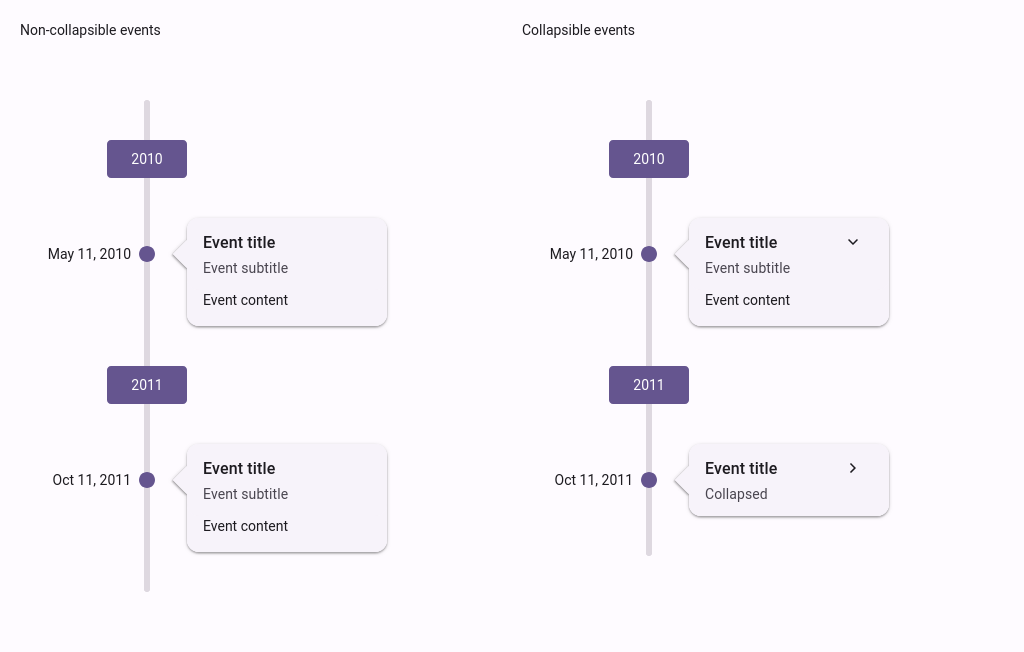 Non-collapsible events
2010
May 11, 2010
Event title
Event subtitle
Event content
2011
Oct 11, 2011
Event title
Event subtitle
Event content
Collapsible events
2010
May 11, 2010
Event title
Event subtitle
Event content
2011
Oct 11, 2011
Event title
Collapsed